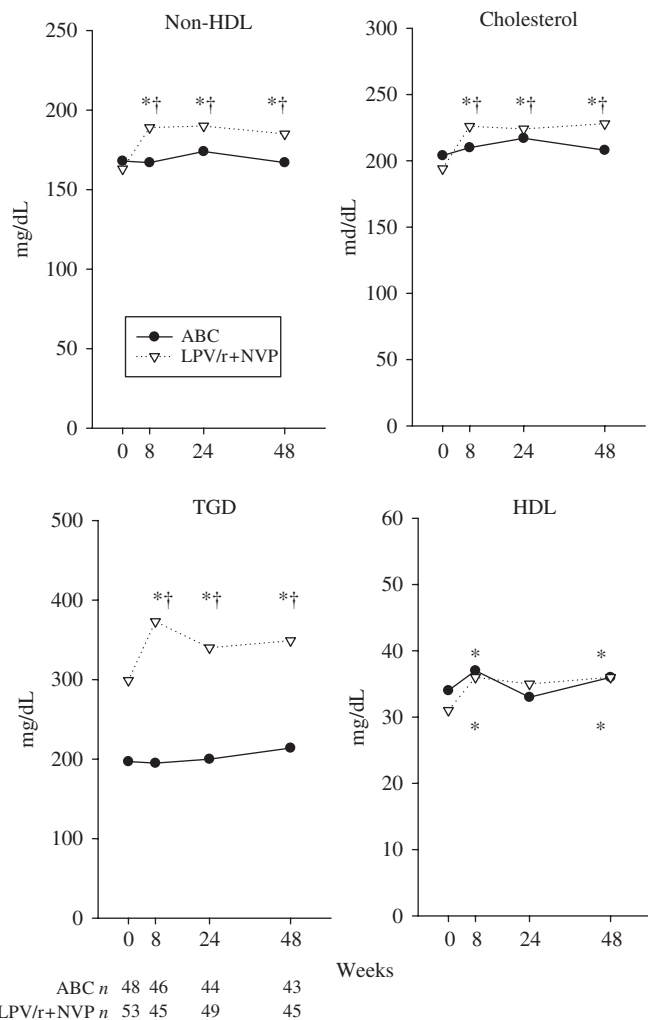 Non-HDL
250
200
150
100
50
0
mg/dL
*† *† *†
ABC
LPV/r+NVP
0 8 24 48
Cholesterol
300
250
200
150
100
50
0
md/dL
*† *† *†
0 8 24 48
TGD
500
400
300
200
100
0
mg/dL
*† *† *†
0 8 24 48
HDL
60
50
40
30
20
10
0
mg/dL
* *
* *
0 8 24 48
Weeks
ABC n 48 46 44 43
LPV/r+NVP n 53 45 49 45